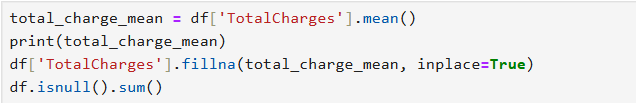 total_charge_mean = df['TotalCharges'].mean()
print(total_charge_mean)
df['TotalCharges'].fillna(total_charge_mean, inplace=True)
df.isnull().sum()